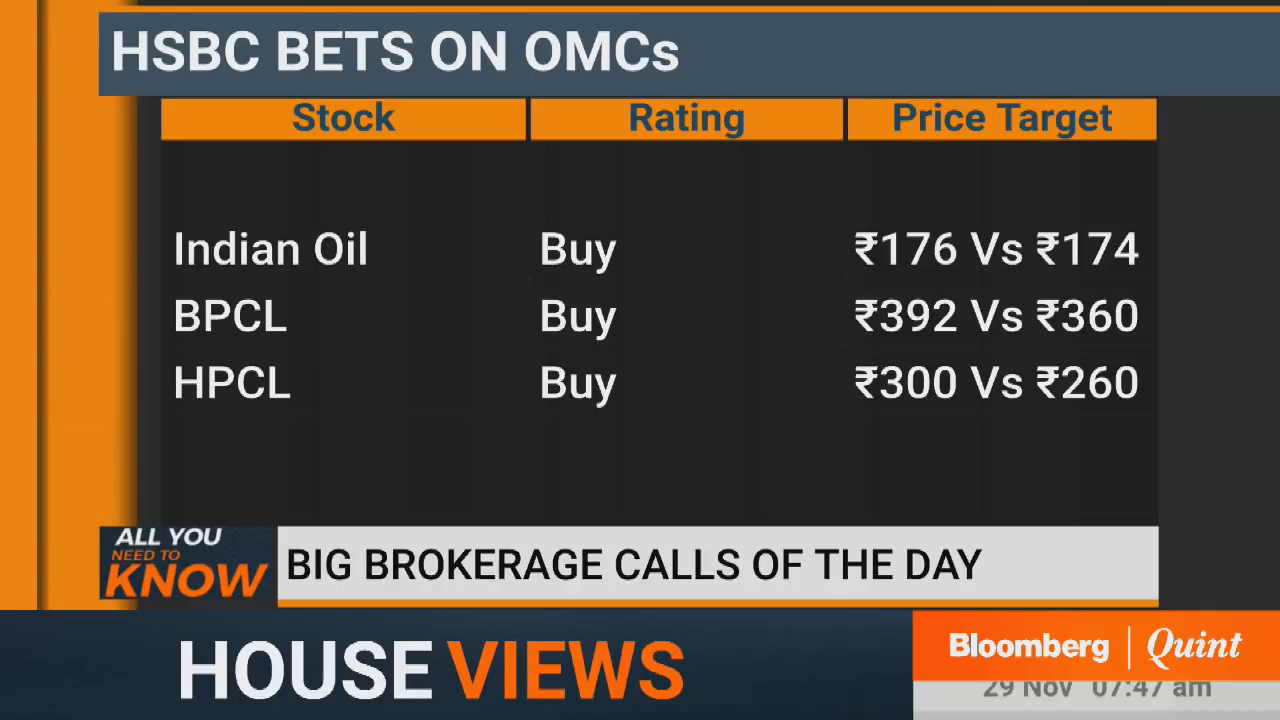 HSBC BETS ON OMCs
Stock Rating Price Target
Indian Oil Buy ₹176 Vs ₹174
BPCL Buy ₹392 Vs ₹360
HPCL Buy ₹300 Vs ₹260
ALL YOU
NEED TO
KNOW
BIG BROKERAGE CALLS OF THE DAY
HOUSE VIEWS
Bloomberg | Quint
29 Nov 07:47 am